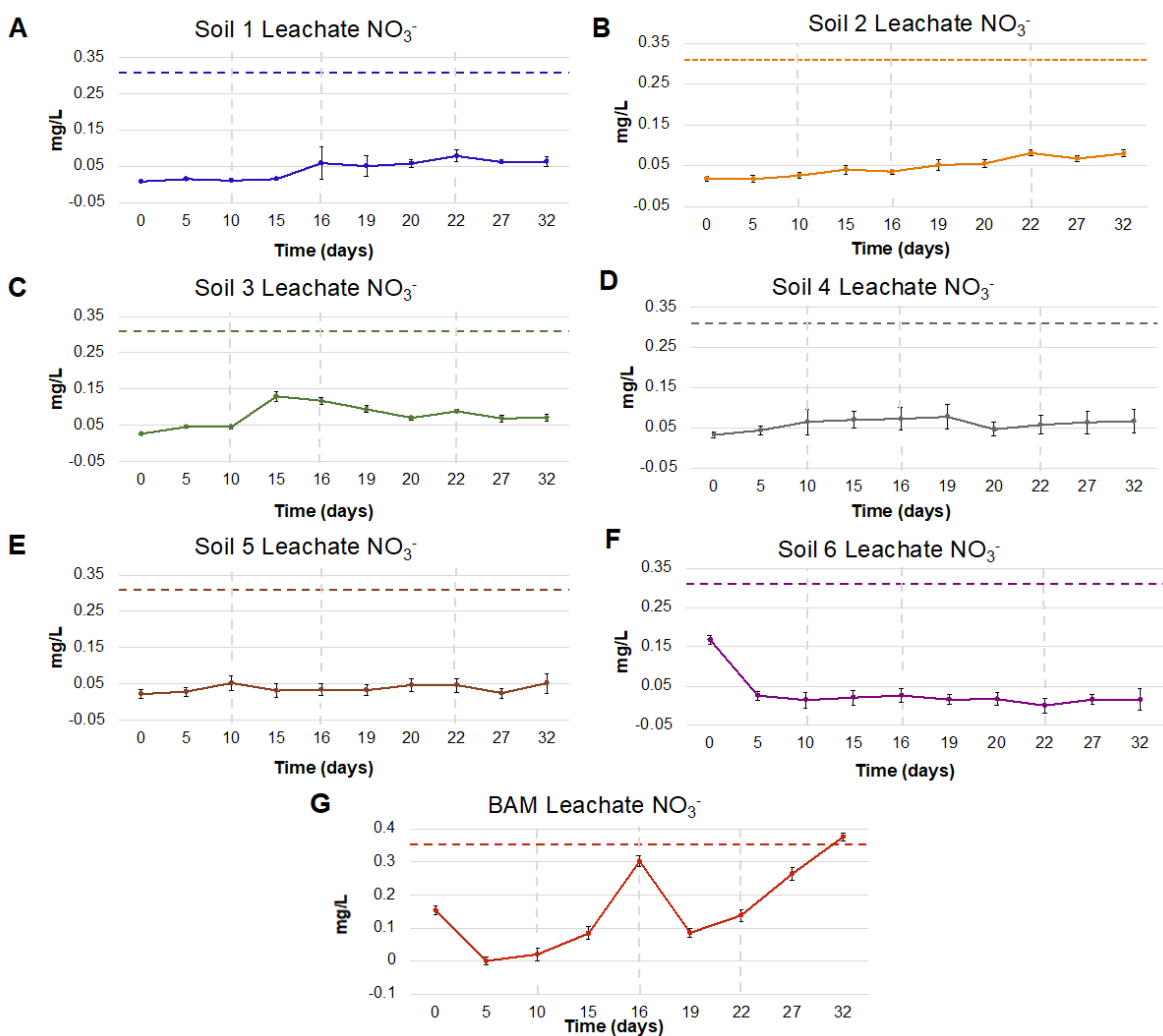 A
Soil 1 Leachate NO₃⁻
mg/L
0.35
0.25
0.15
0.05
-0.05
0 5 10 15 16 19 20 22 27 32
Time (days)
B
Soil 2 Leachate NO₃⁻
mg/L
0.35
0.25
0.15
0.05
-0.05
0 5 10 15 16 19 20 22 27 32
Time (days)
C
Soil 3 Leachate NO₃⁻
mg/L
0.35
0.25
0.15
0.05
-0.05
0 5 10 15 16 19 20 22 27 32
Time (days)
D
Soil 4 Leachate NO₃⁻
mg/L
0.35
0.25
0.15
0.05
-0.05
0 5 10 15 16 19 20 22 27 32
Time (days)
E
Soil 5 Leachate NO₃⁻
mg/L
0.35
0.25
0.15
0.05
-0.05
0 5 10 15 16 19 20 22 27 32
Time (days)
F
Soil 6 Leachate NO₃⁻
mg/L
0.35
0.25
0.15
0.05
-0.05
0 5 10 15 16 19 20 22 27 32
Time (days)
G
BAM Leachate NO₃⁻
mg/L
0.4
0.3
0.2
0.1
0
-0.1
0 5 10 15 16 19 22 27 32
Time (days)